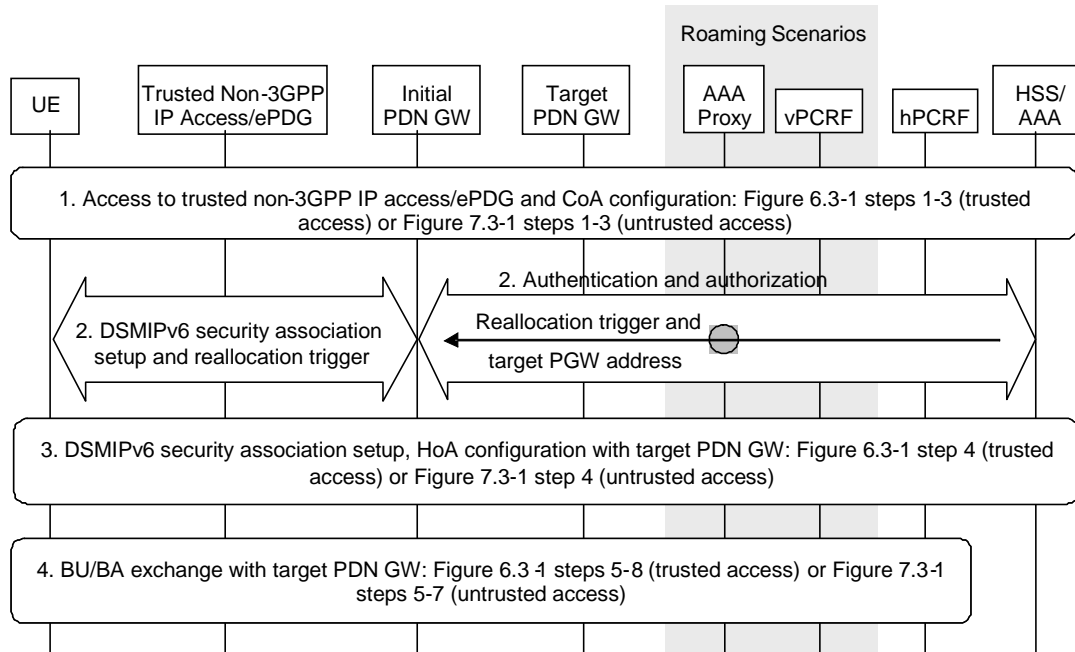 Roaming Scenarios
UE
Trusted Non-3GPP
IP Access/ePDG
Initial
PDN GW
Target
PDN GW
AAA
Proxy
vPCRF
hPCRF
HSS/
AAA
1. Access to trusted non-3GPP IP access/ePDG and CoA configuration: Figure 6.3-1 steps 1-3 (trusted
access) or Figure 7.3-1 steps 1-3 (untrusted access)
2. Authentication and authorization
2. DSMIPv6 security association
setup and reallocation trigger
Reallocation trigger and
target PGW address
3. DSMIPv6 security association setup, HoA configuration with target PDN GW: Figure 6.3-1 step 4 (trusted
access) or Figure 7.3-1 step 4 (untrusted access)
4. BU/BA exchange with target PDN GW: Figure 6.3-1 steps 5-8 (trusted access) or Figure 7.3-1
steps 5-7 (untrusted access)